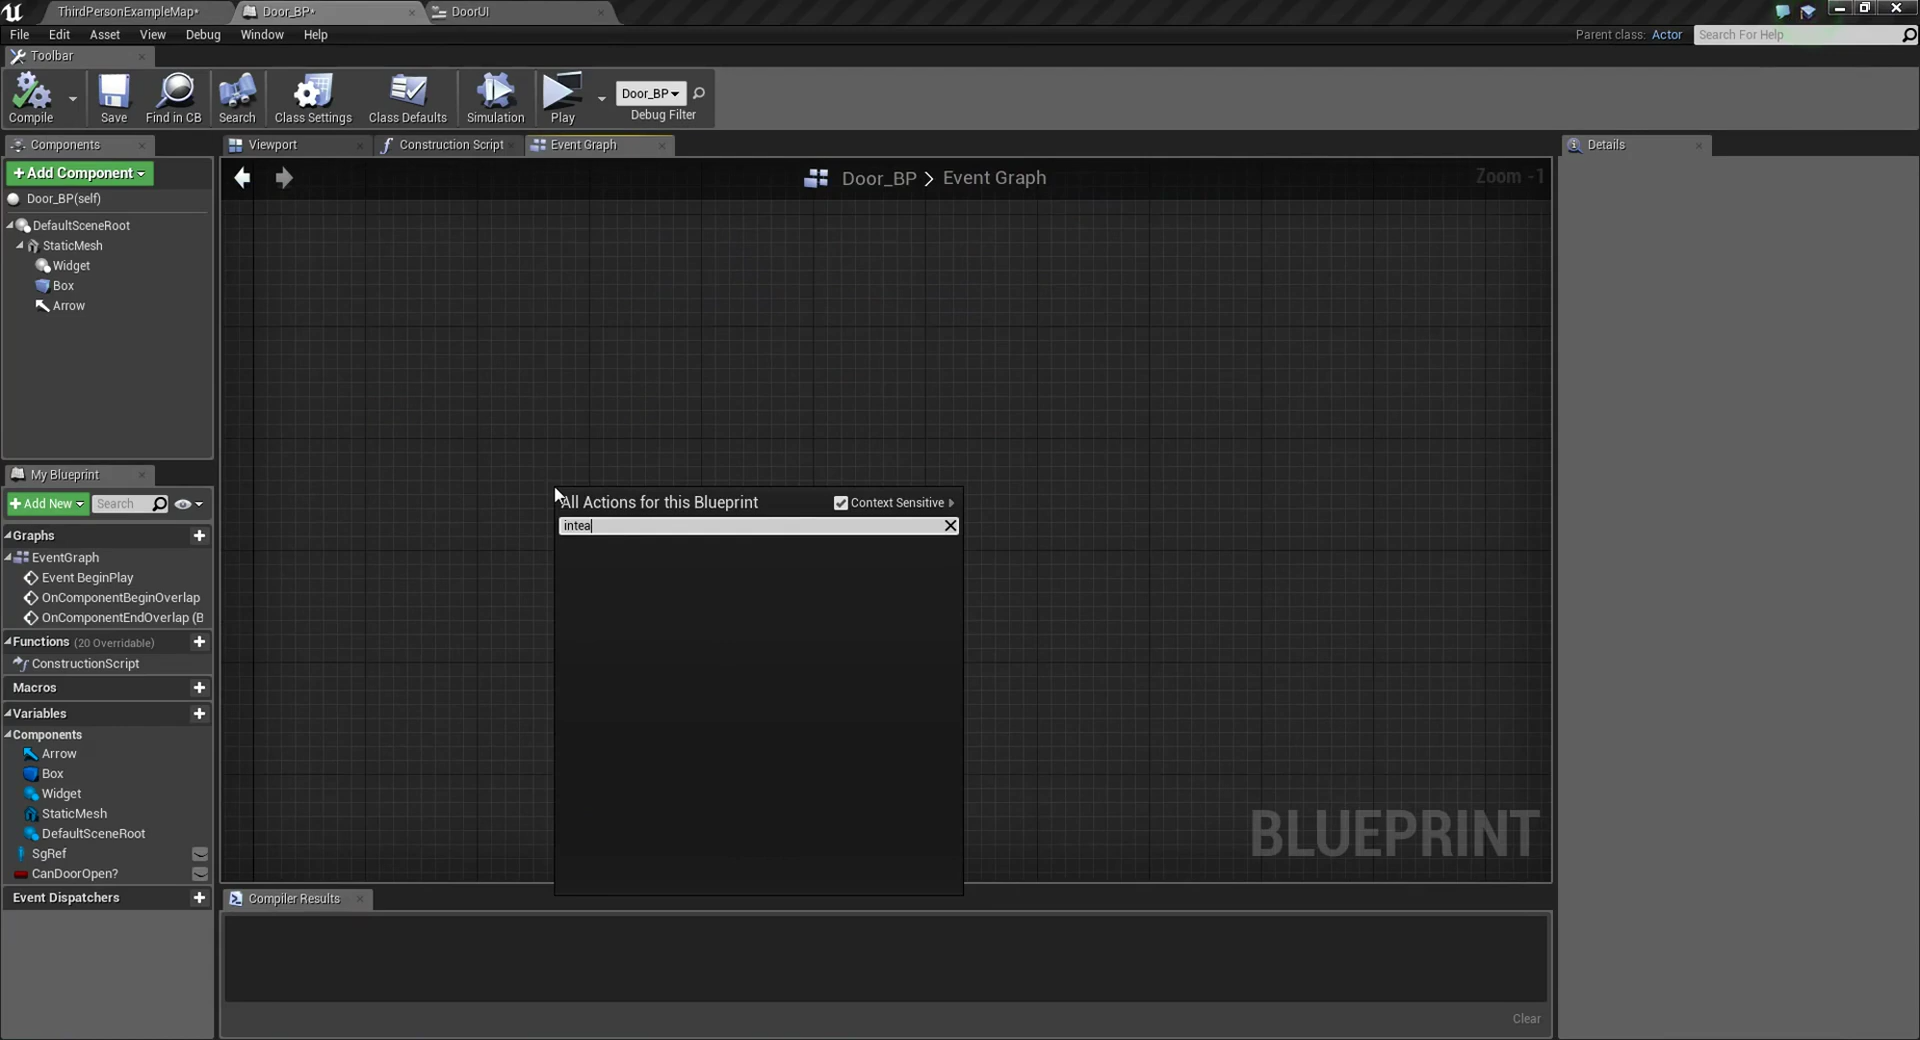 ThirdPersonExampleMap*
Door_BP*
DoorUI
File Edit Asset View Debug Window Help
Parent class: Actor
Search For Help
Toolbar
Compile
Save
Find in CB
Search
Class Settings
Class Defaults
Simulation
Play
Door_BP
Debug Filter
Components
Viewport
Construction Script
Event Graph
Details
+Add Component
Door_BP > Event Graph
Zoom -1
Door_BP(self)
DefaultSceneRoot
StaticMesh
Widget
Box
Arrow
My Blueprint
+Add New
Search
Graphs
EventGraph
Event BeginPlay
OnComponentBeginOverlap
OnComponentEndOverlap (B
Functions (20 Overridable)
ConstructionScript
Macros
Variables
Components
Arrow
Box
Widget
StaticMesh
DefaultSceneRoot
SgRef
CanDoorOpen?
Event Dispatchers
All Actions for this Blueprint
Context Sensitive
intea
BLUEPRINT
Compiler Results
Clear